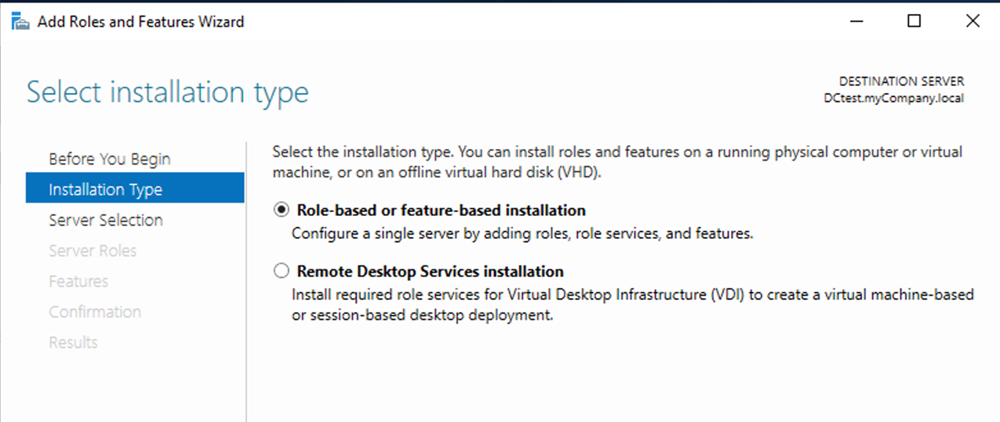 Add Roles and Features Wizard
Select installation type
DESTINATION SERVER
DCtest.myCompany.local
Before You Begin
Installation Type
Server Selection
Server Roles
Features
Confirmation
Results
Select the installation type. You can install roles and features on a running physical computer or virtual
machine, or on an offline virtual hard disk (VHD).
Role-based or feature-based installation
Configure a single server by adding roles, role services, and features.
Remote Desktop Services installation
Install required role services for Virtual Desktop Infrastructure (VDI) to create a virtual machine-based
or session-based desktop deployment.